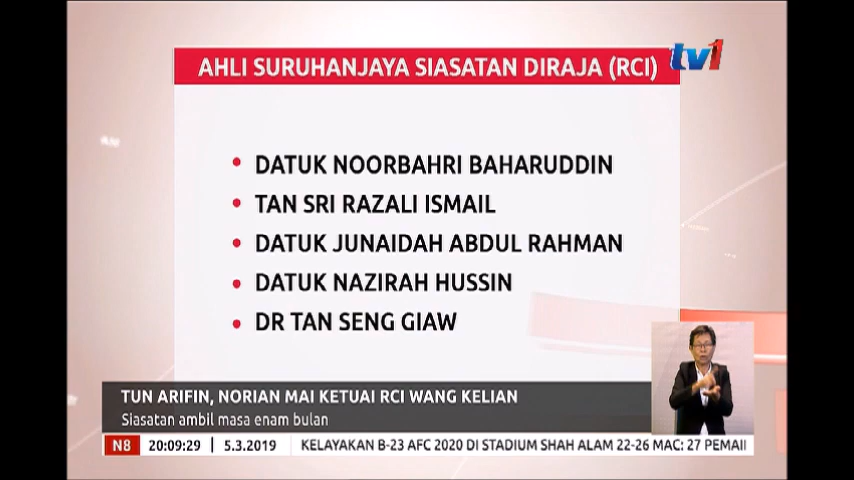 AHLI SURUHANJAYA SIASATAN DIRAJA (RCI)
tv1
• DATUK NOORBAHRI BAHARUDDIN
• TAN SRI RAZALI ISMAIL
• DATUK JUNAIDAH ABDUL RAHMAN
• DATUK NAZIRAH HUSSIN
• DR TAN SENG GIAW
TUN ARIFIN, NORIAN MAI KETUAI RCI WANG KELIAN
Siasatan ambil masa enam bulan
N8 20:09:29 5.3.2019 KELAYAKAN B-23 AFC 2020 DI STADIUM SHAH ALAM 22-26 MAC: 27 PEMAII